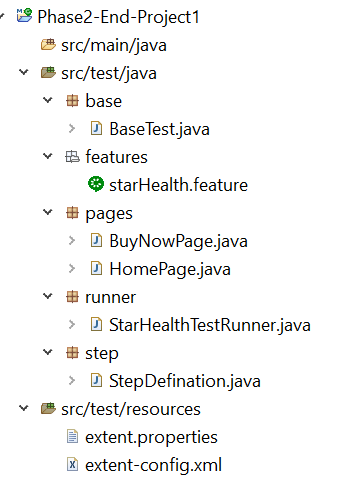 Phase2-End-Project1
src/main/java
src/test/java
base
BaseTest.java
features
starHealth.feature
pages
BuyNowPage.java
HomePage.java
runner
StarHealthTestRunner.java
step
StepDefination.java
src/test/resources
extent.properties
extent-config.xml